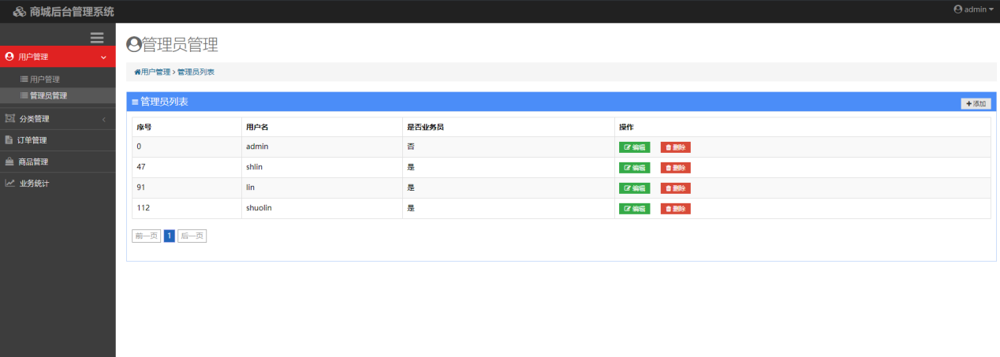 商城后台管理系统
admin
用户管理
用户管理
管理员管理
分类管理
订单管理
商品管理
业务统计
管理员管理
用户管理 › 管理员列表
管理员列表
添加
序号 用户名 是否业务员 操作
0 admin 否 编辑 删除
47 shlin 是 编辑 删除
91 lin 是 编辑 删除
112 shuolin 是 编辑 删除
前一页 1 后一页